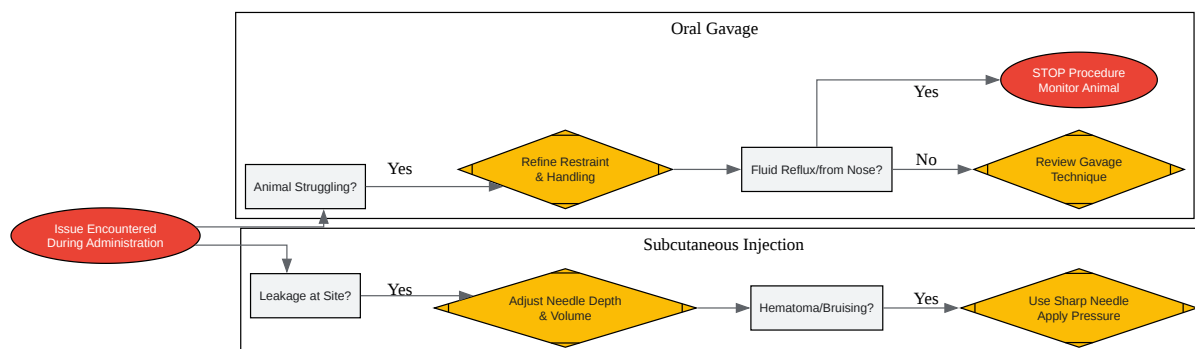 Oral Gavage
STOP Procedure
Monitor Animal
Yes
Yes
Refine Restraint
& Handling
Fluid Reflux/from Nose?
No
Review Gavage
Technique
Animal Struggling?
Issue Encountered
During Administration
Subcutaneous Injection
Leakage at Site?
Yes
Adjust Needle Depth
& Volume
Hematoma/Bruising?
Yes
Use Sharp Needle
Apply Pressure